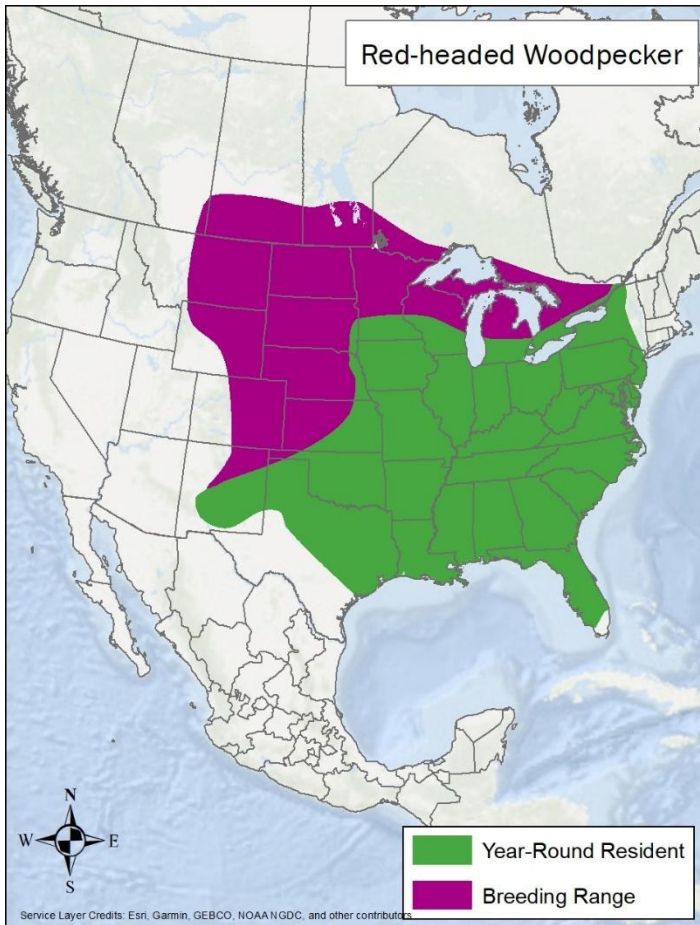 Red-headed Woodpecker
N
W E
S
Year-Round Resident
Breeding Range
Service Layer Credits: Esri, Garmin, GEBCO, NOAA NGDC, and other contributors